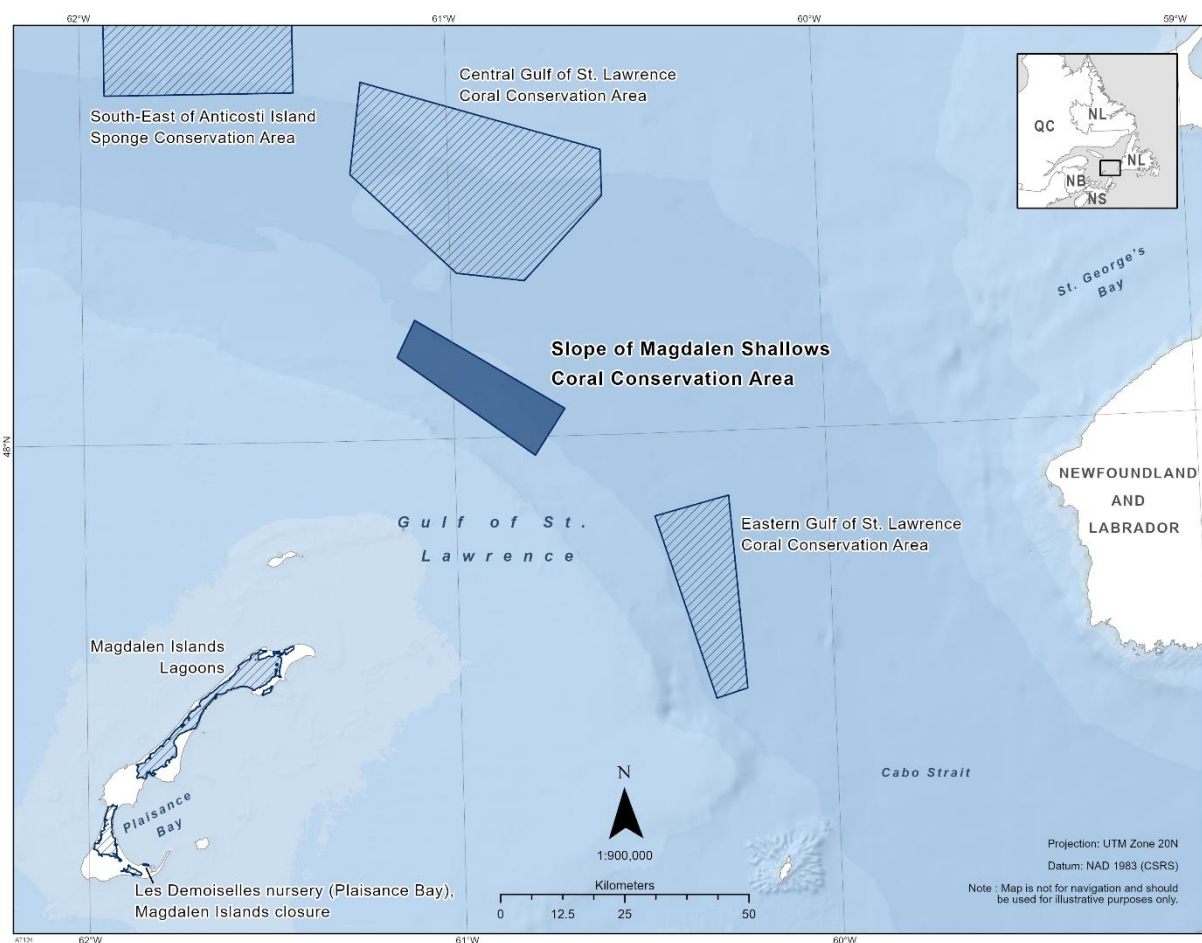 62°W
61°W
60°W
59°W
Central Gulf of St. Lawrence
Coral Conservation Area
South-East of Anticosti Island
Sponge Conservation Area
QC
NL
NL
NB
NS
St. George's
Bay
Slope of Magdalen Shallows
Coral Conservation Area
48°N
NEWFOUNDLAND
AND
LABRADOR
Gulf of St.
Lawrence
Eastern Gulf of St. Lawrence
Coral Conservation Area
Magdalen Islands
Lagoons
Cabo Strait
Plaisance
Bay
N
1:900,000
Kilometers
0 12.5 25 50
Les Demoiselles nursery (Plaisance Bay),
Magdalen Islands closure
Projection: UTM Zone 20N
Datum: NAD 1983 (CSRS)
Note : Map is not for navigation and should
be used for illustrative purposes only.
AT124
62°W
61°W
60°W